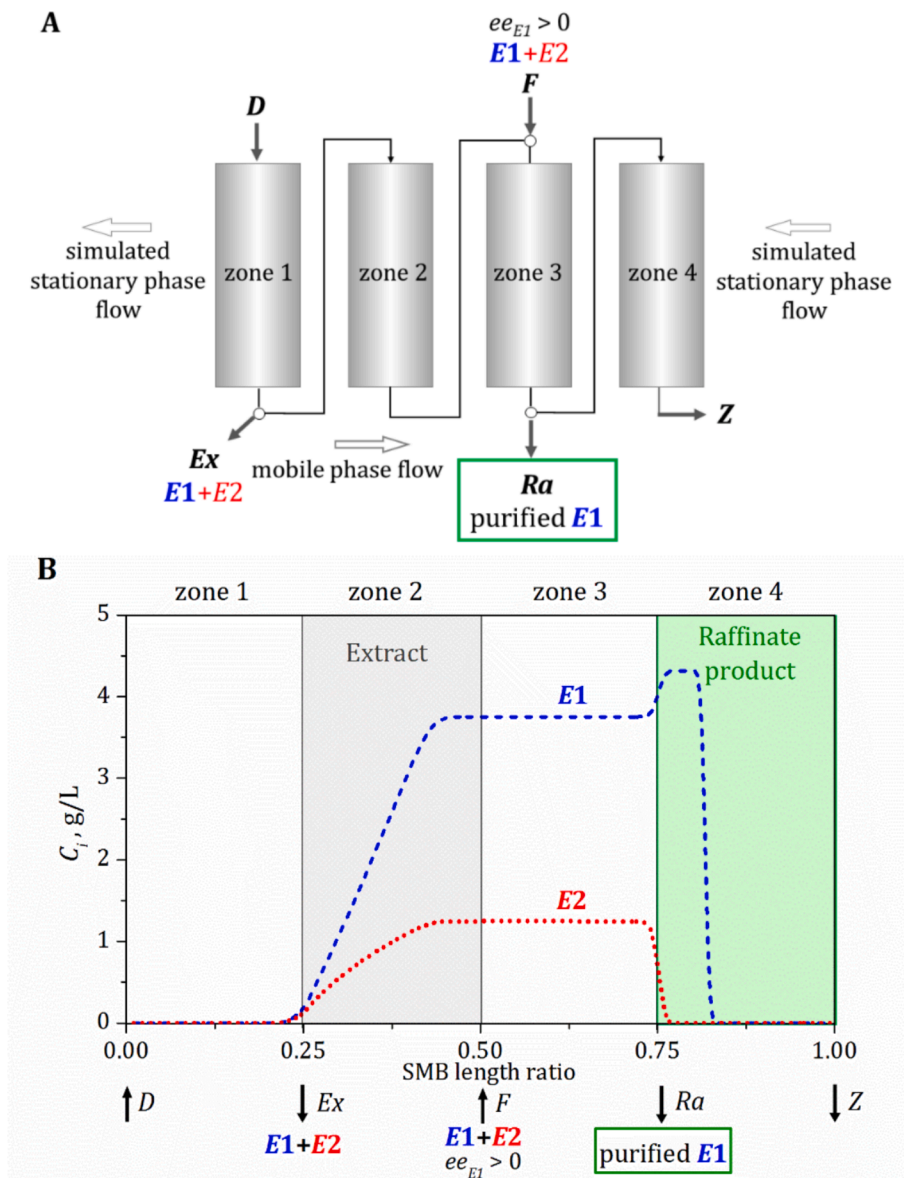 A
ee_E1 > 0
E1+E2
F
D
simulated
stationary phase
flow
zone 1
zone 2
zone 3
zone 4
simulated
stationary phase
flow
Ex
E1+E2
mobile phase flow
Ra
purified E1
Z
B
zone 1
zone 2
zone 3
zone 4
5
4
3
2
1
0
C_i, g/L
Extract
Raffinate
product
E1
E2
0.00
0.25
0.50
0.75
1.00
SMB length ratio
D
Ex
F
Ra
Z
E1+E2
E1+E2
ee_E1 > 0
purified E1